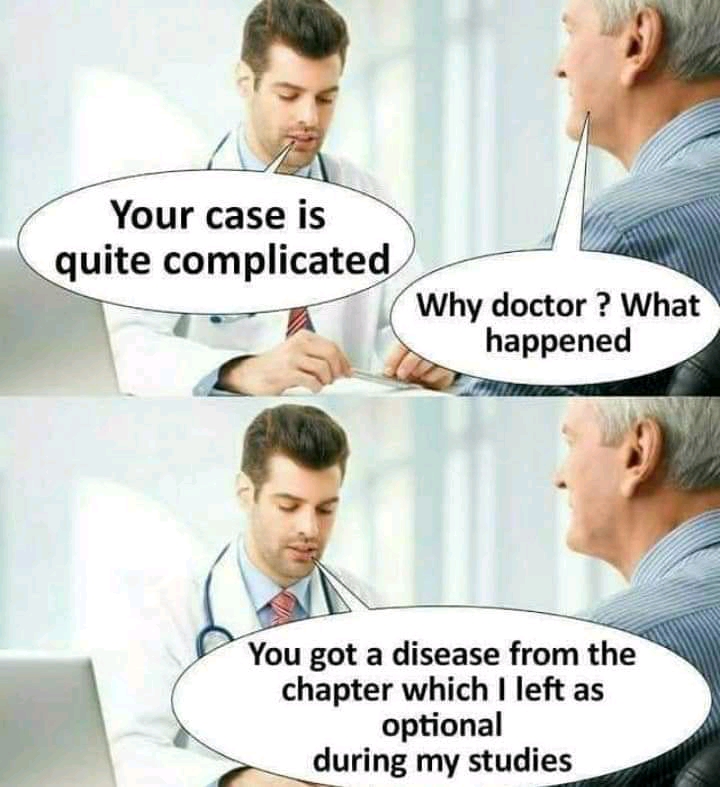 Your case is
quite complicated
Why doctor ? What
happened
You got a disease from the
chapter which I left as
optional
during my studies